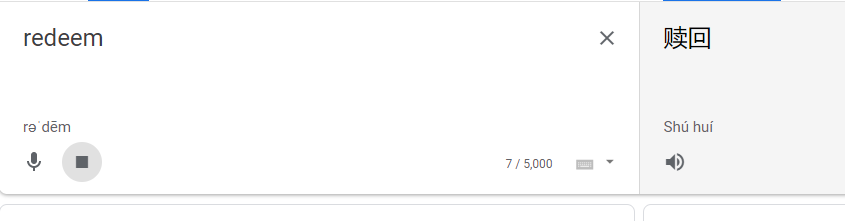 redeem
赎回
rəˈdēm
Shú huí
7 / 5,000